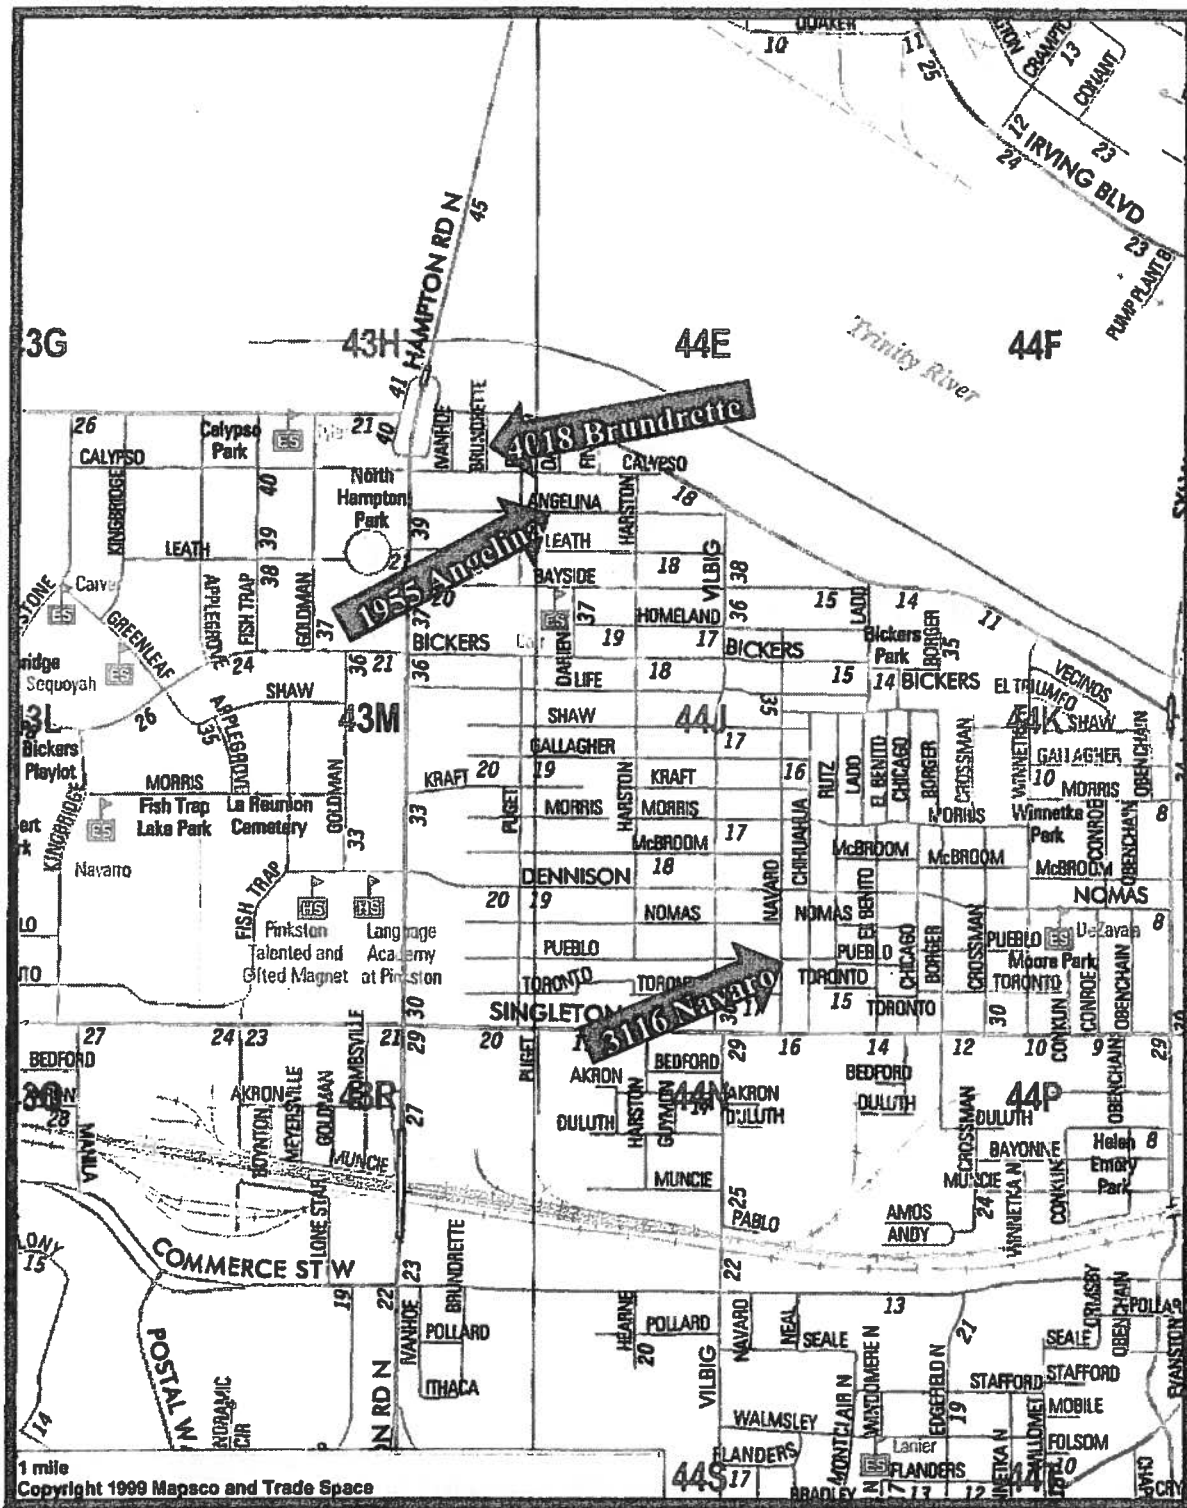 QUAKER
10
11
25
CRAMPTO
13
CONANT
12
23
24
IRVING BLVD
23
PUMP PLANT B
HAMPTON RD N
45
Trinity River
43H
44E
44F
41
40
26
Calypso Park
ES
21
IVANHOE
BRUNDRETTE
4018 Brundrette
CALYPSO
CALYPSO
KINGBRIDGE
40
North Hampton Park
39
ANGELINA
HARSTON
18
LEATH
39
38
LEATH
1955 Angelina
BAYSIDE
18
VILBIG
38
20
37
ES
37
HOMELAND
36
15
LADD
14
11
STONE
ES
GREENLEAF
APPLEGROVE
FISH TRAP
GOLDMAN
37
BICKERS
19
17
BICKERS
Bickers Park
BORGER
35
24
36
21
36
DARIEN
LIFE
18
15
14
BICKERS
VECINOS
EL TRIUMFO
ES
Sequoyah
SHAW
35
26
35
43M
SHAW
44J
17
44K
SHAW
Bickers Playlot
GALLAGHER
GALLAGHER
10
MORRIS
MORRIS
Fish Trap Lake Park
La Reunion Cemetery
GOLDMAN
33
KRAFT
20
19
KRAFT
16
33
PUGET
MORRIS
HARSTON
MORRIS
CHIHUAHUA
RUTZ
LADD
EL BENITO
CHICAGO
BORGER
CROSSMAN
WINNETKA
OBENCHAIN
MORRIS
Winnetka Park
CONROE
OBENCHAIN
8
KINGBRIDGE
ES
Navarro
McBROOM
17
McBROOM
McBROOM
McBROOM
DENNISON
18
NAVARO
NOMAS
FISH TRAP
HS
HS
20
19
NOMAS
NOMAS
EL BENITO
8
Pinkston Talented and Gifted Magnet
Language Academy at Pinkston
PUEBLO
PUEBLO
CHICAGO
BORGER
CROSSMAN
PUEBLO
ES
DeZavala
Moore Park
TORONTO
TORONTO
3116 Navaro
TORONTO
15
TORONTO
TORONTO
30
30
SINGLETON
17
30
CONKLIN
CONROE
OBENCHAIN
27
24
23
21
29
20
PUGET
29
16
14
12
10
9
29
BEDFORD
BEDFORD
BEDFORD
AKRON
MEYERSVILLE
GOLDMAN
43R
27
AKRON
44N
AKRON
DULUTH
HARSTON
GUYMON
DULUTH
DULUTH
44P
DULUTH
CROSSMAN
OBENCHAIN
28
MANILA
BOYNTON
MUNCIE
MUNCIE
25
PABLO
BAYONNE
MUNCIE
Helen Emory Park
8
24
WINNETKA N
CONKLIN
AMOS
ANDY
LONE STAR
15
COMMERCE ST W
23
BRUNDRETTE
22
19
22
IVANHOE
POLLARD
HEARNE
20
POLLARD
VILBIG
NAVARO
NEAL
13
SEALE
21
ORMSBY
OBENCHAIN
POLLAR
SEALE
EVANSTON
POSTAL W
ITHACA
14
WALMSLEY
MONTCLAIR N
WINDOMERE N
EDGEFIELD N
19
STAFFORD
STAFFORD
MOBILE
FOLSOM
FLANDERS
44S
17
Lanier
ES
FLANDERS
10
BRADLEY
13
12
1 mile
Copyright 1999 Mapsco and Trade Space